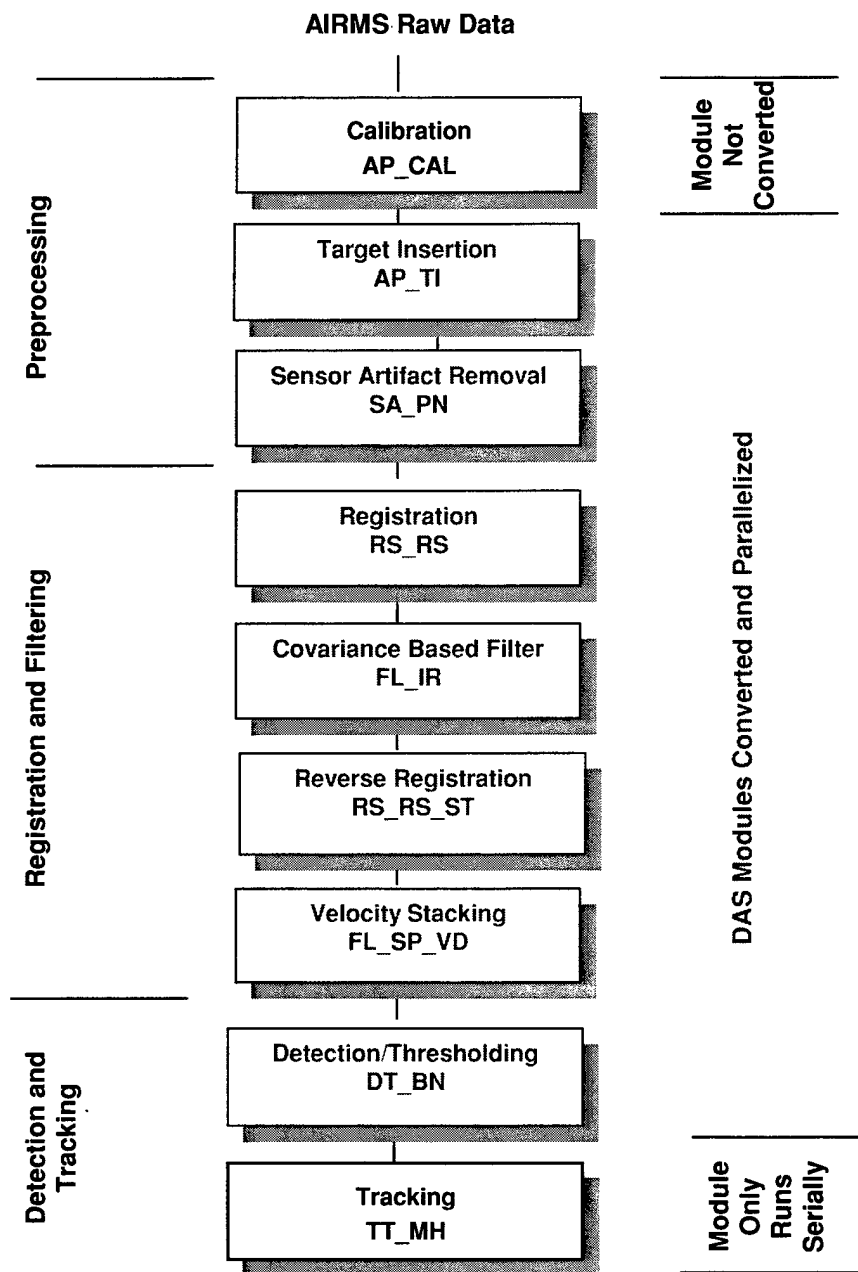 AIRMS Raw Data
Preprocessing
Calibration
AP_CAL
Target Insertion
AP_TI
Sensor Artifact Removal
SA_PN
Registration and Filtering
Registration
RS_RS
Covariance Based Filter
FL_IR
Reverse Registration
RS_RS_ST
Velocity Stacking
FL_SP_VD
Detection and
Tracking
Detection/Thresholding
DT_BN
Tracking
TT_MH
Module
Not
Converted
DAS Modules Converted and Parallelized
Module
Only
Runs
Serially